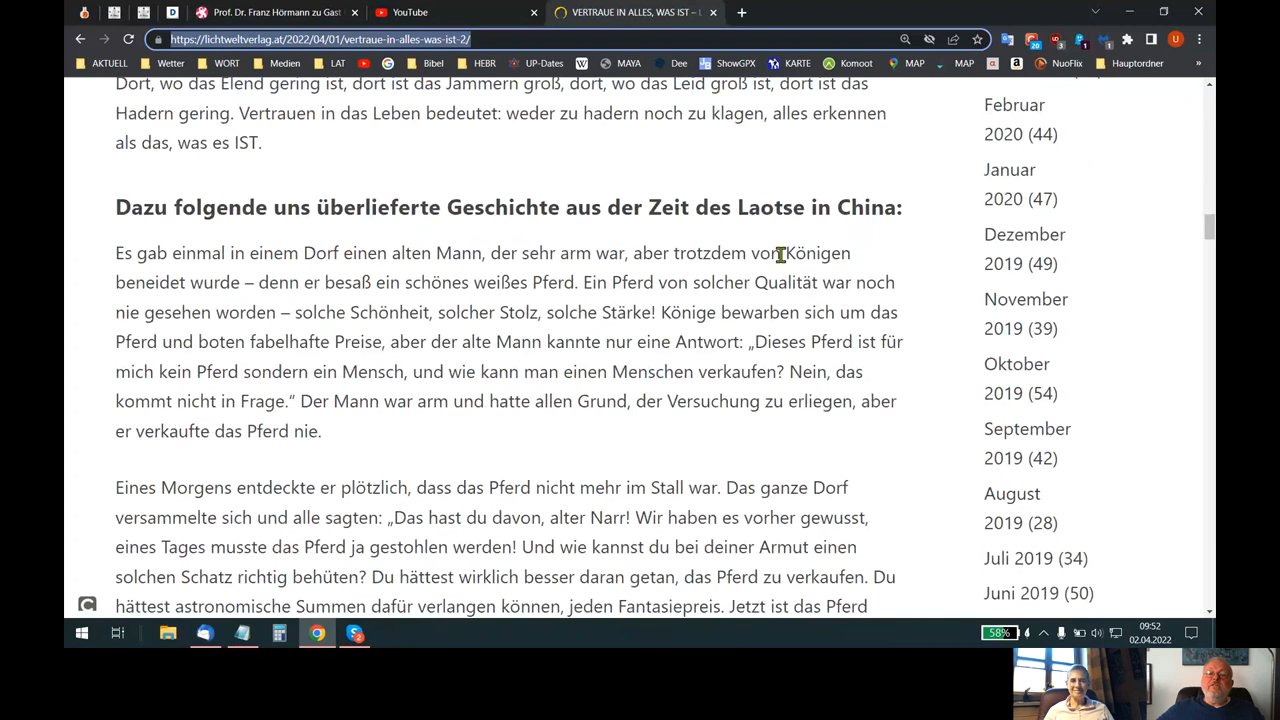 Prof. Dr. Franz Hörmann zu Gast
YouTube
VERTRAUE IN ALLES, WAS IST – L
https://lichtweltverlag.at/2022/04/01/vertraue-in-alles-was-ist-2/
AKTUELL Wetter WORT Medien LAT Bibel HEBR UP-Dates MAYA Dee ShowGPX KARTE Komoot MAP MAP NuoFlix Hauptordner »
Dort, wo das Elend gering ist, dort ist das Jammern groß, dort, wo das Leid groß ist, dort ist das
Hadern gering. Vertrauen in das Leben bedeutet: weder zu hadern noch zu klagen, alles erkennen
als das, was es IST.
Dazu folgende uns überlieferte Geschichte aus der Zeit des Laotse in China:
Es gab einmal in einem Dorf einen alten Mann, der sehr arm war, aber trotzdem von Königen
beneidet wurde – denn er besaß ein schönes weißes Pferd. Ein Pferd von solcher Qualität war noch
nie gesehen worden – solche Schönheit, solcher Stolz, solche Stärke! Könige bewarben sich um das
Pferd und boten fabelhafte Preise, aber der alte Mann kannte nur eine Antwort: „Dieses Pferd ist für
mich kein Pferd sondern ein Mensch, und wie kann man einen Menschen verkaufen? Nein, das
kommt nicht in Frage.“ Der Mann war arm und hatte allen Grund, der Versuchung zu erliegen, aber
er verkaufte das Pferd nie.
Eines Morgens entdeckte er plötzlich, dass das Pferd nicht mehr im Stall war. Das ganze Dorf
versammelte sich und alle sagten: „Das hast du davon, alter Narr! Wir haben es vorher gewusst,
eines Tages musste das Pferd ja gestohlen werden! Und wie kannst du bei deiner Armut einen
solchen Schatz richtig behüten? Du hättest wirklich besser daran getan, das Pferd zu verkaufen. Du
hättest astronomische Summen dafür verlangen können, jeden Fantasiepreis. Jetzt ist das Pferd
Februar
2020 (44)
Januar
2020 (47)
Dezember
2019 (49)
November
2019 (39)
Oktober
2019 (54)
September
2019 (42)
August
2019 (28)
Juli 2019 (34)
Juni 2019 (50)
58%
09:52
02.04.2022